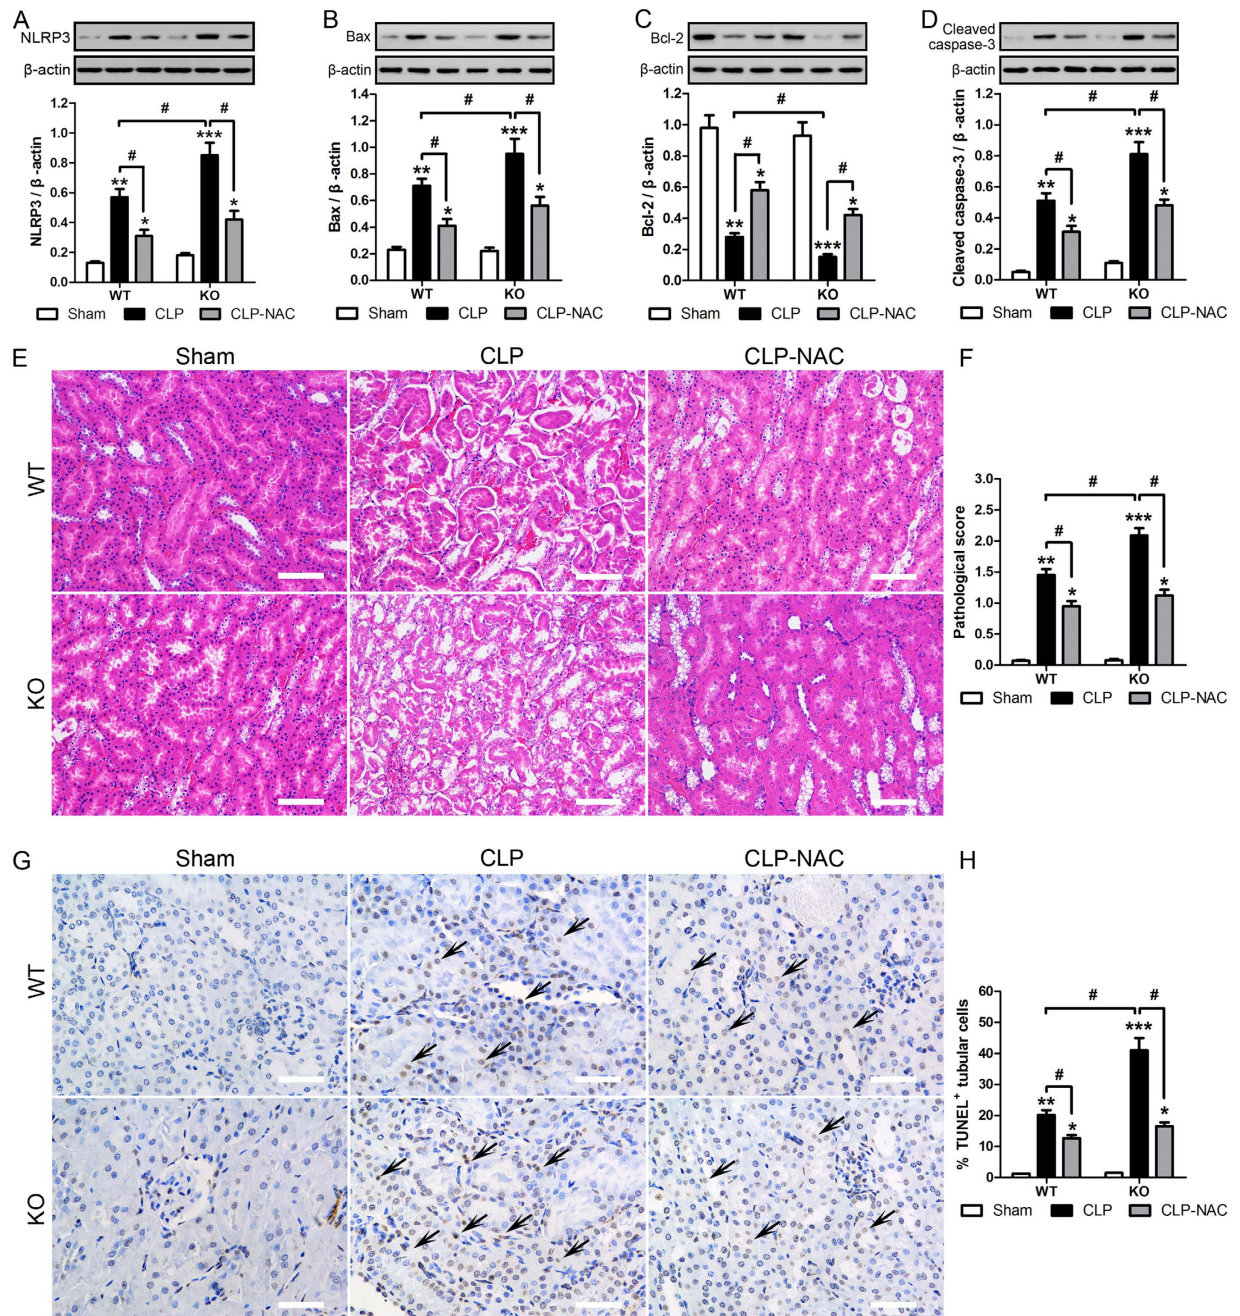 A
NLRP3
β-actin
NLRP3 / β -actin
1.2
1.0
0.8
0.6
0.4
0.2
0.0
#
#
#
**
*
***
*
WT
KO
Sham
CLP
CLP-NAC
B
Bax
β-actin
Bax / β -actin
1.4
1.2
1.0
0.8
0.6
0.4
0.2
0.0
#
#
#
**
*
***
*
WT
KO
Sham
CLP
CLP-NAC
C
Bcl-2
β-actin
Bcl-2 / β -actin
1.2
1.0
0.8
0.6
0.4
0.2
0.0
#
#
#
**
*
***
*
WT
KO
Sham
CLP
CLP-NAC
D
Cleaved
caspase-3
β-actin
Cleaved caspase-3 / β -actin
1.2
1.0
0.8
0.6
0.4
0.2
0.0
#
#
#
**
*
***
*
WT
KO
Sham
CLP
CLP-NAC
E
Sham
CLP
CLP-NAC
WT
KO
F
Pathological score
3.0
2.5
2.0
1.5
1.0
0.5
0.0
#
#
#
**
*
***
*
WT
KO
Sham
CLP
CLP-NAC
G
Sham
CLP
CLP-NAC
WT
KO
H
% TUNEL+ tubular cells
60
50
40
30
20
10
0
#
#
#
**
*
***
*
WT
KO
Sham
CLP
CLP-NAC